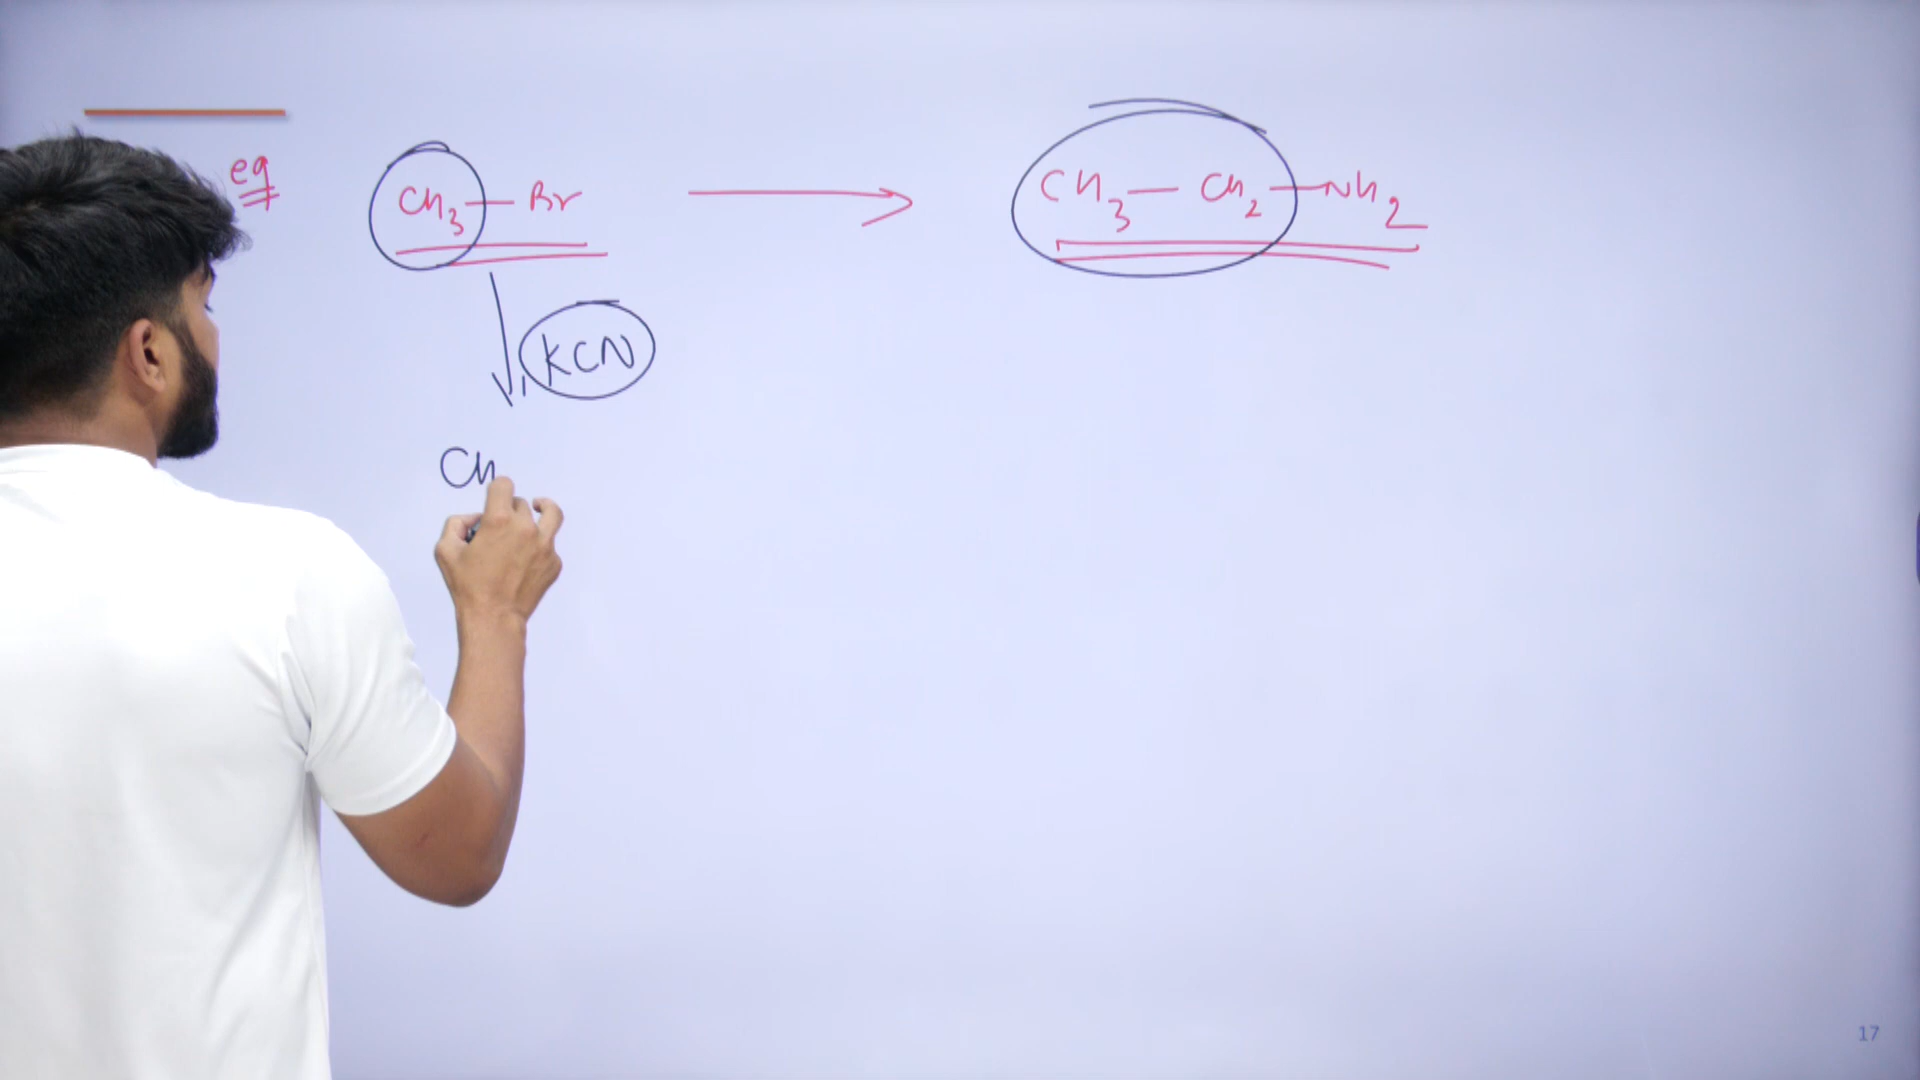 eg CH3 — Br → CH3 — CH2 — NH2
KCN
CH
17